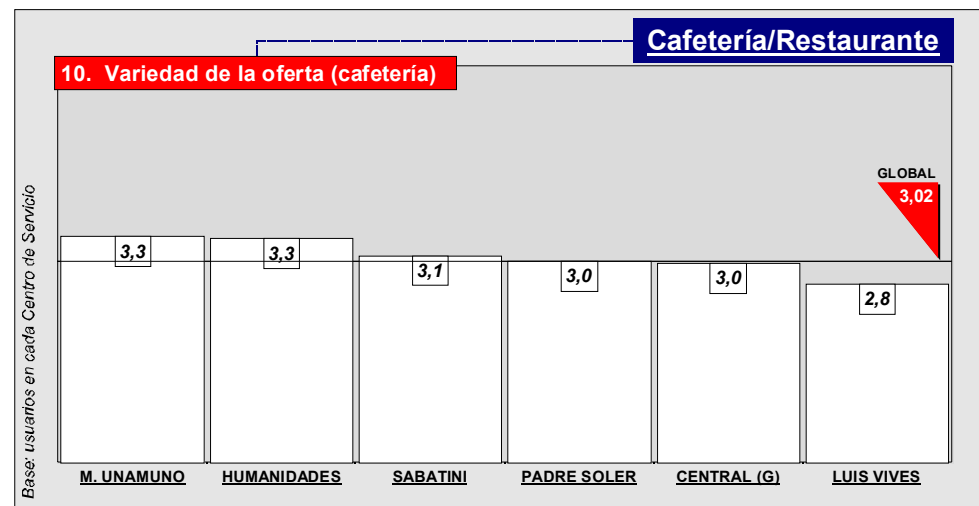 Cafetería/Restaurante
10. Variedad de la oferta (cafetería)
GLOBAL
3,02
3,3
3,3
3,1
3,0
3,0
2,8
Base: usuarios en cada Centro de Servicio
M. UNAMUNO
HUMANIDADES
SABATINI
PADRE SOLER
CENTRAL (G)
LUIS VIVES